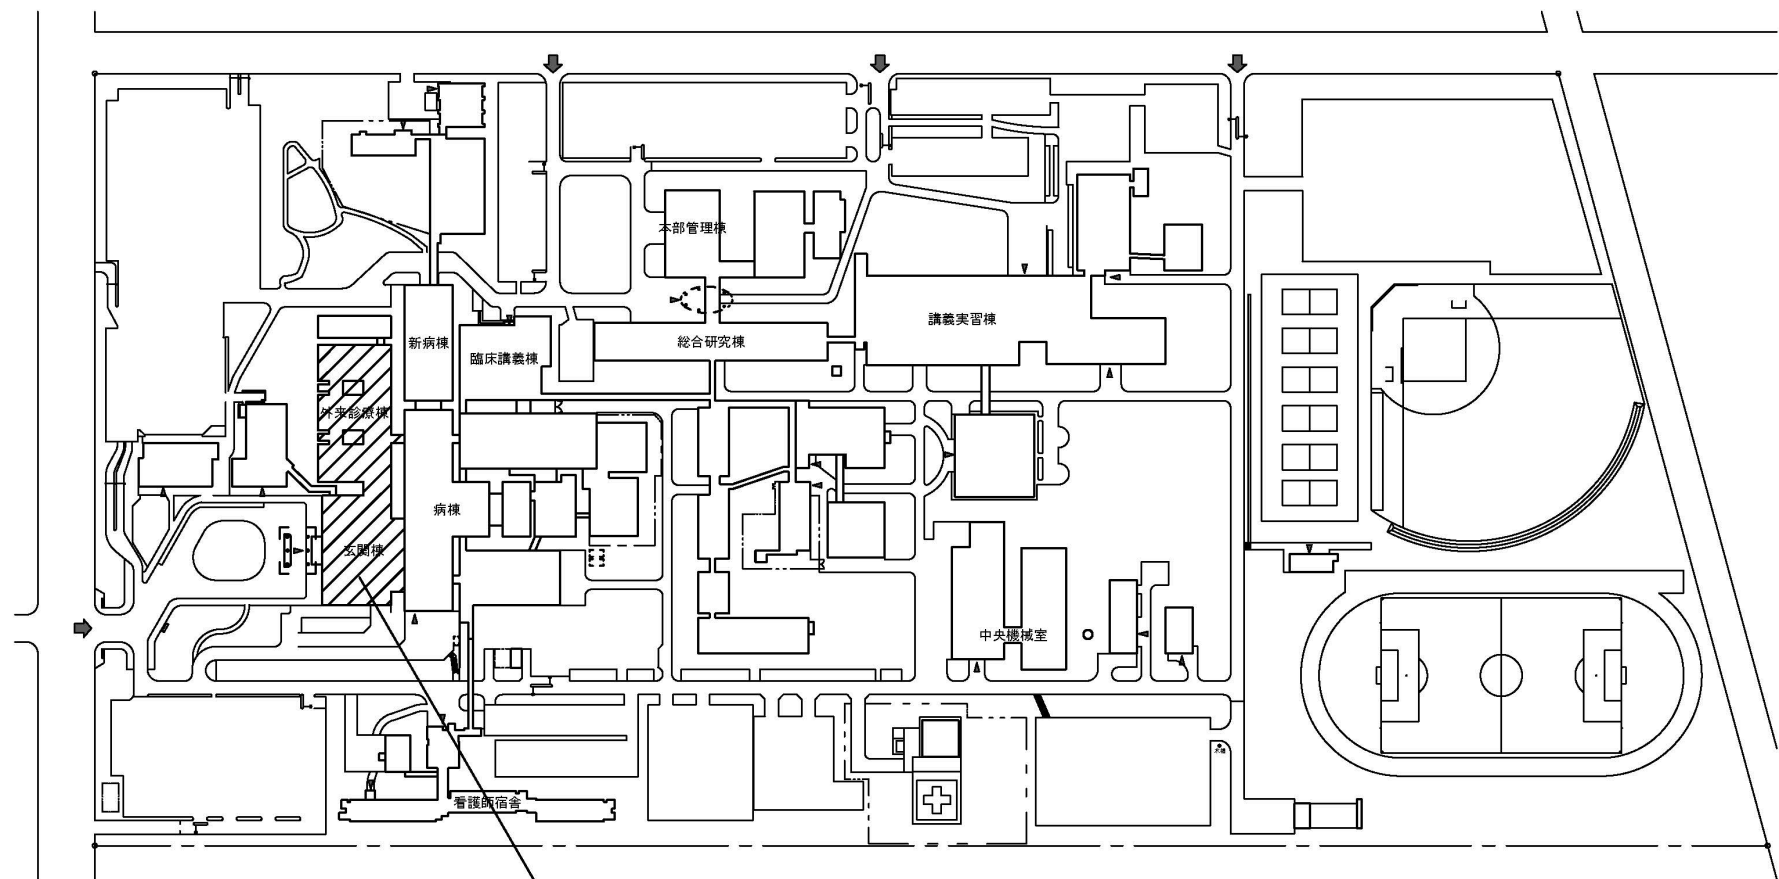 本部管理棟
講義実習棟
新病棟
臨床講義棟
総合研究棟
外来診療棟
病棟
玄関棟
中央機械室
看護師宿舎